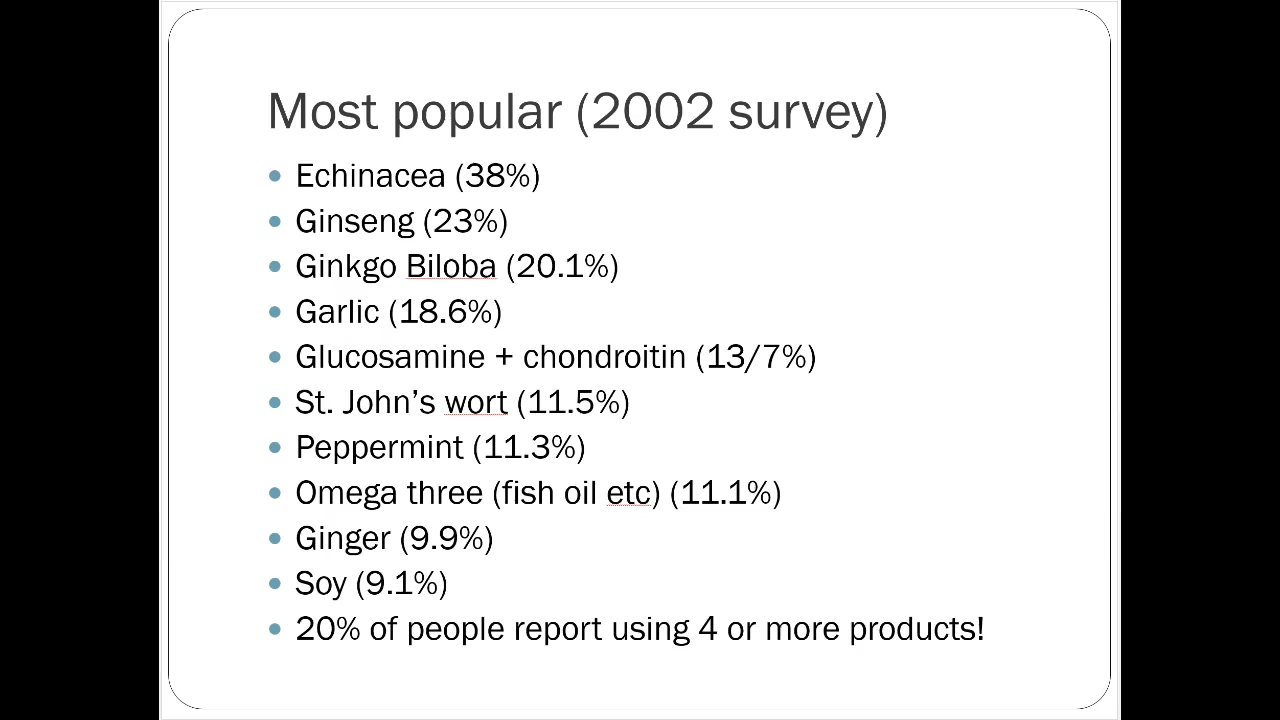 Most popular (2002 survey)
• Echinacea (38%)
• Ginseng (23%)
• Ginkgo Biloba (20.1%)
• Garlic (18.6%)
• Glucosamine + chondroitin (13/7%)
• St. John’s wort (11.5%)
• Peppermint (11.3%)
• Omega three (fish oil etc) (11.1%)
• Ginger (9.9%)
• Soy (9.1%)
• 20% of people report using 4 or more products!